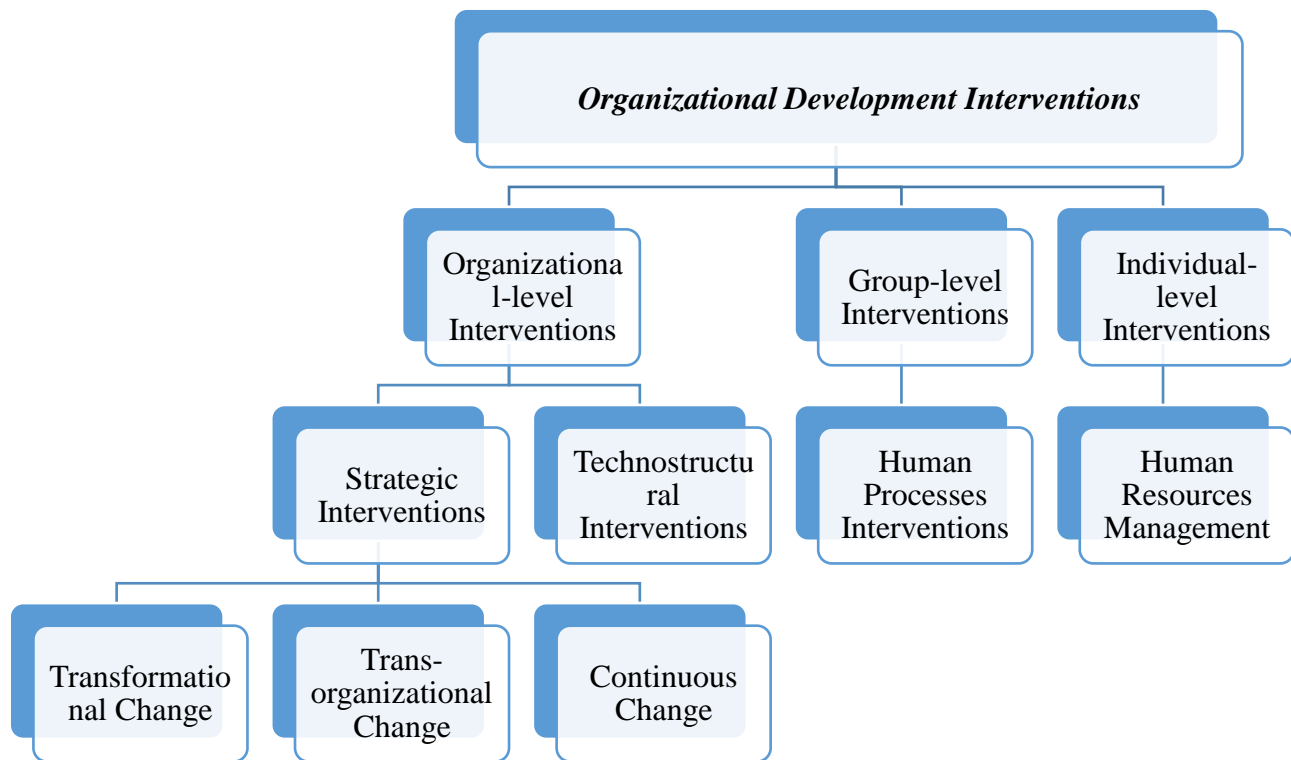 Organizational Development Interventions
Organizationa
l-level
Interventions
Group-level
Interventions
Individual-
level
Interventions
Strategic
Interventions
Technostructu
ral
Interventions
Human
Processes
Interventions
Human
Resources
Management
Transformatio
nal Change
Trans-
organizational
Change
Continuous
Change